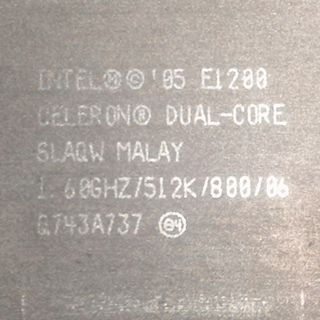 INTEL®©'05 E1200
CELERON® DUAL-CORE
SLAQW MALAY
1.60GHZ/512K/800/06
Q743A737 e4